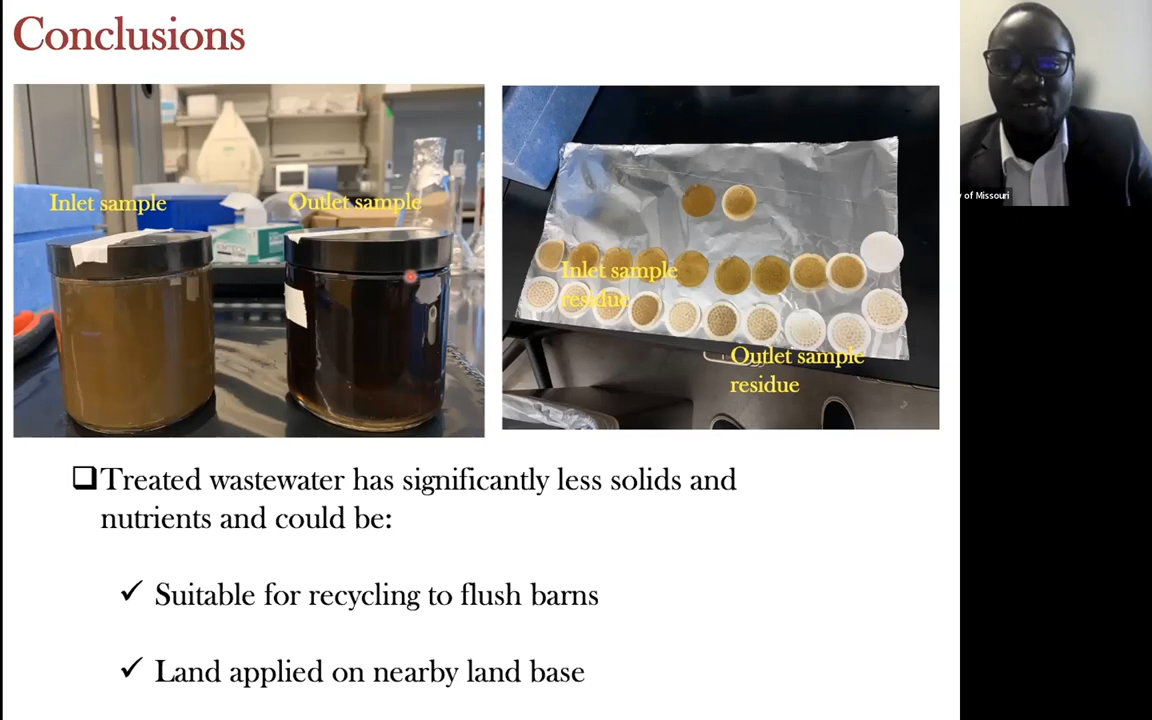 Conclusions
Inlet sample
Outlet sample
Inlet sample
residue
Outlet sample
residue
y of Missouri
❑Treated wastewater has significantly less solids and
nutrients and could be:
✓ Suitable for recycling to flush barns
✓ Land applied on nearby land base